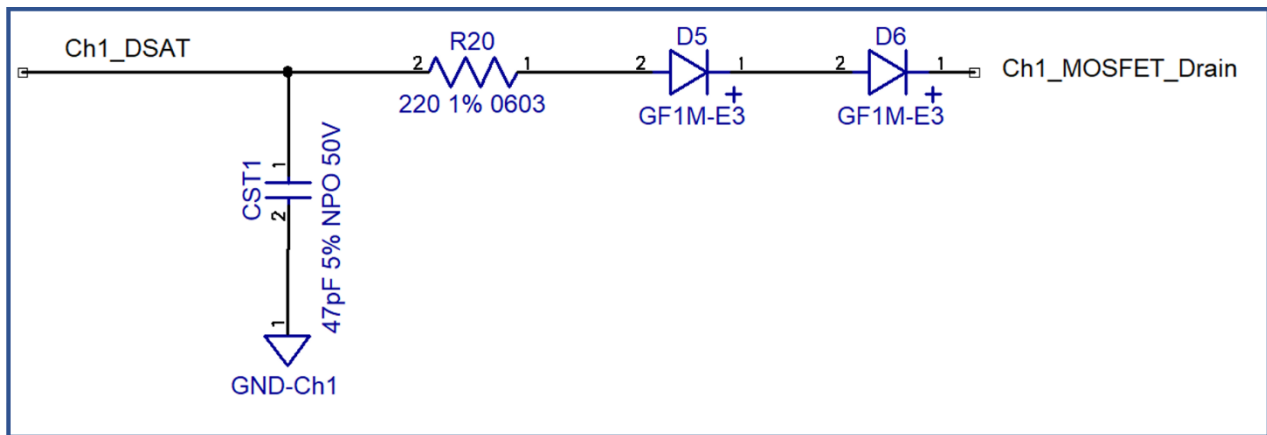 Ch1_DSAT
R20
D5
D6
2
1
2
1
2
1
Ch1_MOSFET_Drain
220 1% 0603
GF1M-E3
+
GF1M-E3
+
1
CST1
2
47pF 5% NPO 50V
1
GND-Ch1